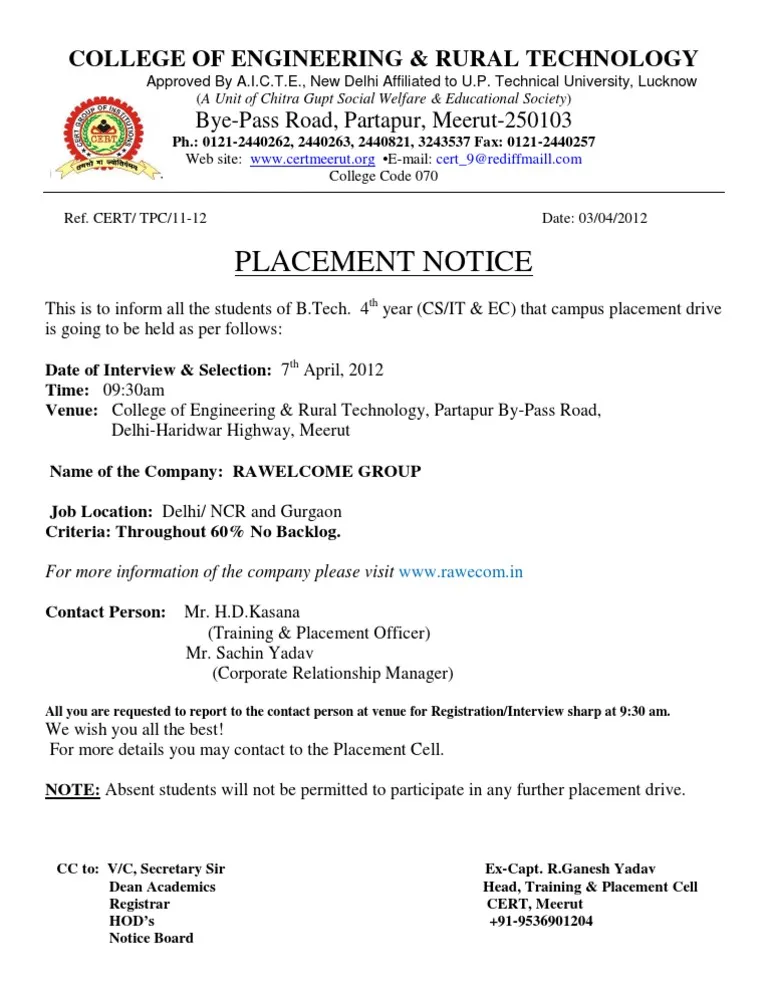 COLLEGE OF ENGINEERING & RURAL TECHNOLOGY
Approved By A.I.C.T.E., New Delhi Affiliated to U.P. Technical University, Lucknow
(A Unit of Chitra Gupt Social Welfare & Educational Society)
Bye-Pass Road, Partapur, Meerut-250103
Ph.: 0121-2440262, 2440263, 2440821, 3243537 Fax: 0121-2440257
Web site: www.certmeerut.org •E-mail: cert_9@rediffmaill.com
College Code 070
CERT GROUP OF INSTITUTIONS
CERT
Ref. CERT/ TPC/11-12 Date: 03/04/2012
PLACEMENT NOTICE
This is to inform all the students of B.Tech. 4th year (CS/IT & EC) that campus placement drive
is going to be held as per follows:
Date of Interview & Selection: 7th April, 2012
Time: 09:30am
Venue: College of Engineering & Rural Technology, Partapur By-Pass Road,
Delhi-Haridwar Highway, Meerut
Name of the Company: RAWELCOME GROUP
Job Location: Delhi/ NCR and Gurgaon
Criteria: Throughout 60% No Backlog.
For more information of the company please visit www.rawecom.in
Contact Person: Mr. H.D.Kasana
(Training & Placement Officer)
Mr. Sachin Yadav
(Corporate Relationship Manager)
All you are requested to report to the contact person at venue for Registration/Interview sharp at 9:30 am.
We wish you all the best!
For more details you may contact to the Placement Cell.
NOTE: Absent students will not be permitted to participate in any further placement drive.
CC to: V/C, Secretary Sir Ex-Capt. R.Ganesh Yadav
Dean Academics Head, Training & Placement Cell
Registrar CERT, Meerut
HOD's +91-9536901204
Notice Board